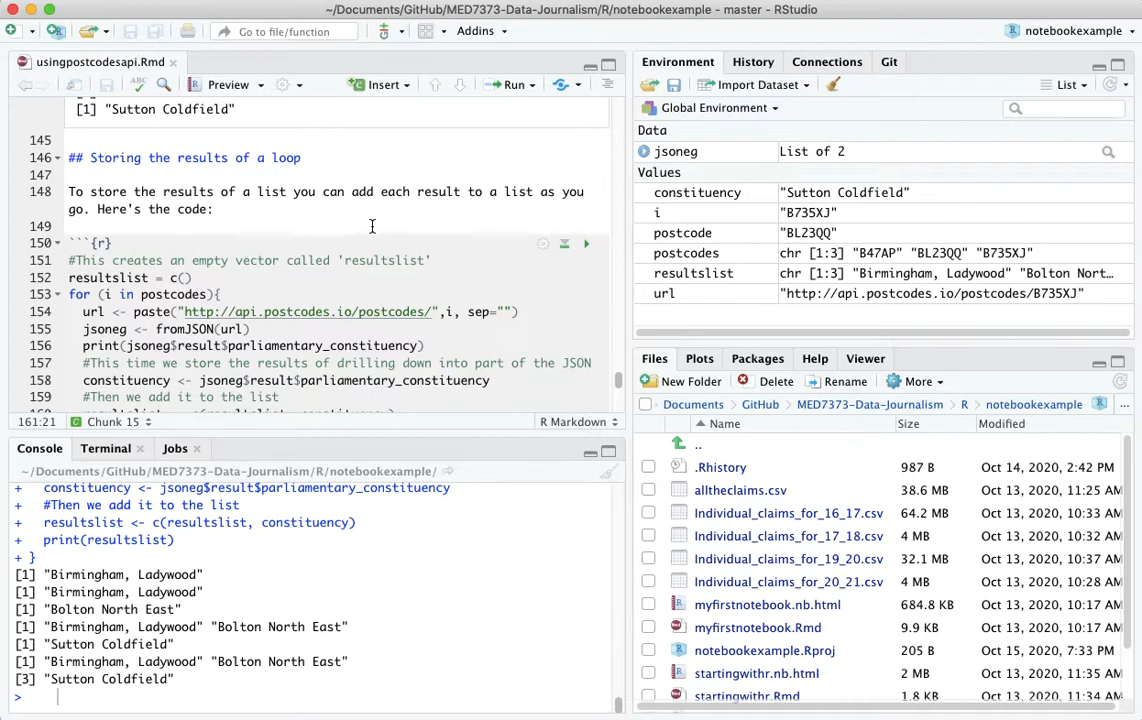 ~/Documents/GitHub/MED7373-Data-Journalism/R/notebookexample - master - RStudio
Go to file/function
Addins
notebookexample
usingpostcodesapi.Rmd
ABC
Preview
Insert
Run
[1] "Sutton Coldfield"
145
146 ## Storing the results of a loop
147
148 To store the results of a list you can add each result to a list as you
go. Here's the code:
149
150 ```{r}
151 #This creates an empty vector called 'resultslist'
152 resultslist = c()
153 for (i in postcodes){
154 url <- paste("http://api.postcodes.io/postcodes/",i, sep="")
155 jsoneg <- fromJSON(url)
156 print(jsoneg$result$parliamentary_constituency)
157 #This time we store the results of drilling down into part of the JSON
158 constituency <- jsoneg$result$parliamentary_constituency
159 #Then we add it to the list
161:21
Chunk 15
R Markdown
Console
Terminal
Jobs
~/Documents/GitHub/MED7373-Data-Journalism/R/notebookexample/
+ constituency <- jsoneg$result$parliamentary_constituency
+ #Then we add it to the list
+ resultslist <- c(resultslist, constituency)
+ print(resultslist)
+ }
[1] "Birmingham, Ladywood"
[1] "Birmingham, Ladywood"
[1] "Bolton North East"
[1] "Birmingham, Ladywood" "Bolton North East"
[1] "Sutton Coldfield"
[1] "Birmingham, Ladywood" "Bolton North East"
[3] "Sutton Coldfield"
>
Environment
History
Connections
Git
Import Dataset
List
Global Environment
Data
jsoneg List of 2
Values
constituency "Sutton Coldfield"
i "B735XJ"
postcode "BL23QQ"
postcodes chr [1:3] "B47AP" "BL23QQ" "B735XJ"
resultslist chr [1:3] "Birmingham, Ladywood" "Bolton Nort…
url "http://api.postcodes.io/postcodes/B735XJ"
Files
Plots
Packages
Help
Viewer
New Folder
Delete
Rename
More
Documents GitHub MED7373-Data-Journalism R notebookexample ...
Name Size Modified
..
.Rhistory 987 B Oct 14, 2020, 2:42 PM
alltheclaims.csv 38.6 MB Oct 13, 2020, 11:25 AM
Individual_claims_for_16_17.csv 64.2 MB Oct 13, 2020, 10:33 AM
Individual_claims_for_17_18.csv 4 MB Oct 13, 2020, 10:32 AM
Individual_claims_for_19_20.csv 32.1 MB Oct 13, 2020, 10:37 AM
Individual_claims_for_20_21.csv 4 MB Oct 13, 2020, 10:28 AM
myfirstnotebook.nb.html 684.8 KB Oct 13, 2020, 10:17 AM
myfirstnotebook.Rmd 9.9 KB Oct 13, 2020, 10:17 AM
notebookexample.Rproj 205 B Oct 15, 2020, 7:33 PM
startingwithr.nb.html 2 MB Oct 13, 2020, 11:35 AM
startingwithr.Rmd 1.8 KB Oct 13, 2020, 11:34 AM